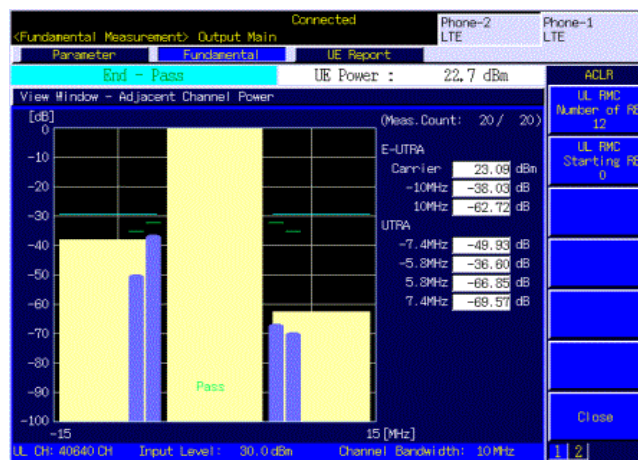 Connected
Phone-2
LTE
Phone-1
LTE
<Fundamental Measurement> Output Main
Parameter
Fundamental
UE Report
End - Pass
UE Power : 22.7 dBm
ACLR
View Window - Adjacent Channel Power
UL RMC
Number of RB
12
UL RMC
Starting RB
0
Close
1 2
[dB]
(Meas.Count: 20/ 20)
0
-10
-20
-30
-40
-50
-60
-70
-80
-90
-100
-15
15 [MHz]
Pass
E-UTRA
Carrier 23.09 dBm
-10MHz -38.03 dB
10MHz -62.72 dB
UTRA
-7.4MHz -49.93 dB
-5.8MHz -36.60 dB
5.8MHz -66.85 dB
7.4MHz -69.57 dB
UL CH: 40640 CH Input Level: 30.0 dBm Channel Bandwidth: 10 MHz